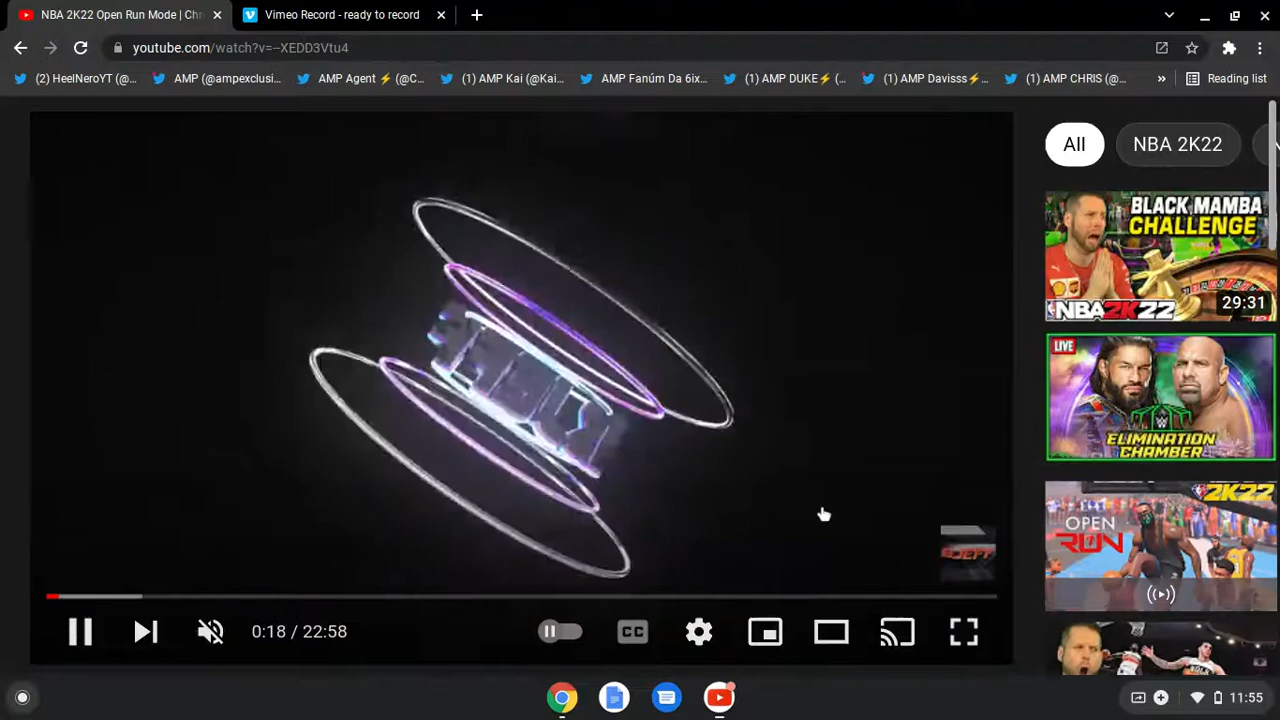 NBA 2K22 Open Run Mode | Chr
Vimeo Record - ready to record
youtube.com/watch?v=--XEDD3Vtu4
(2) HeelNeroYT (@...
AMP (@ampexclusi...
AMP Agent ⚡ (@C...
(1) AMP Kai (@Kai...
AMP Fanúm Da 6ix...
(1) AMP DUKE⚡ (...
(1) AMP Davisss⚡...
(1) AMP CHRIS (@...
»
Reading list
All
NBA 2K22
BLACK MAMBA
CHALLENGE
NBA2K22
29:31
LIVE
ELIMINATION
CHAMBER
2K22
OPEN
RUN
BJEFF
0:18 / 22:58
CC
11:55